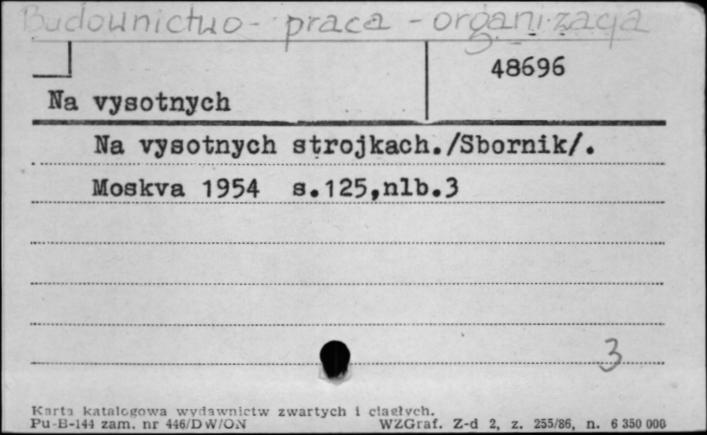 Budownictwo - praca - organizacja
48696
Na vysotnych
Na vysotnych strojkach./Sbornik/.
Moskva 1954 s.125,nlb.3
3
Karta katalogowa wydawnictw zwartych i ciągłych.
Pu-B-144 zam. nr 446/DW/ON WZGraf. Z-d 2, z. 255/86, n. 6 350 000